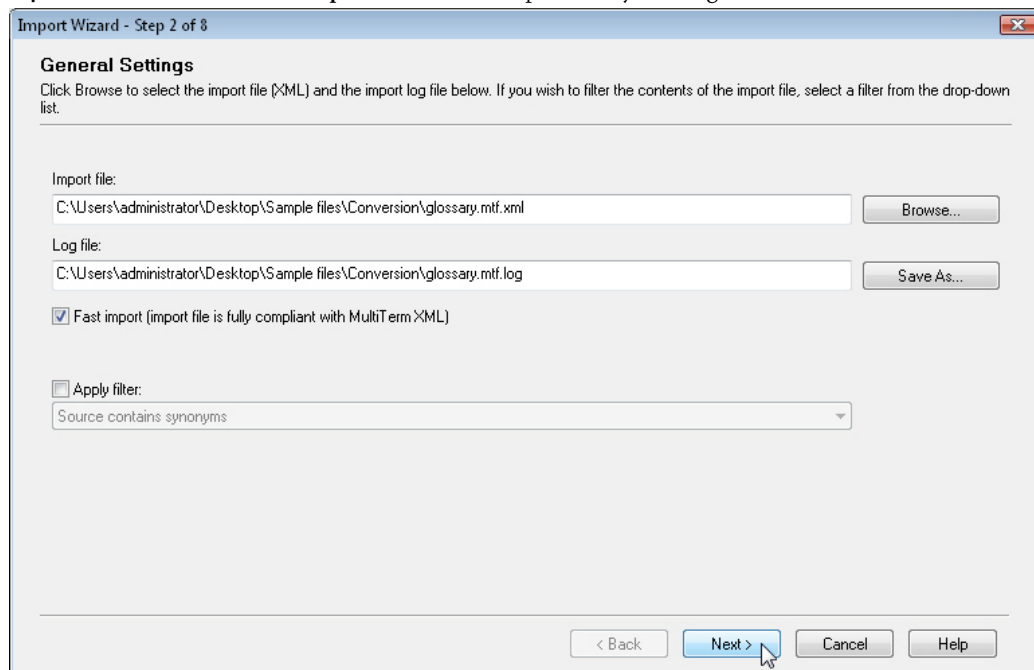 Import Wizard - Step 2 of 8
General Settings
Click Browse to select the import file (XML) and the import log file below. If you wish to filter the contents of the import file, select a filter from the drop-down
list.
Import file:
C:\Users\administrator\Desktop\Sample files\Conversion\glossary.mtf.xml
Browse...
Log file:
C:\Users\administrator\Desktop\Sample files\Conversion\glossary.mtf.log
Save As...
Fast import (import file is fully compliant with MultiTerm XML)
Apply filter:
Source contains synonyms
< Back
Next >
Cancel
Help